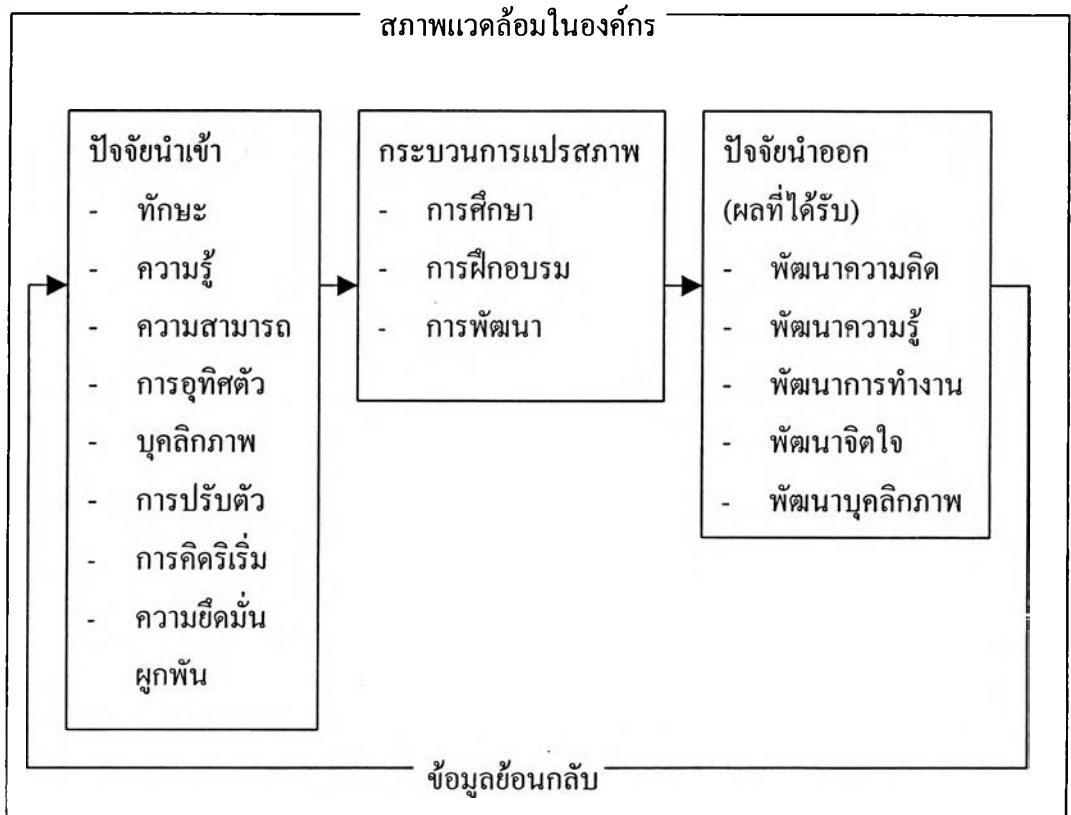 สภาพแวดล้อมในองค์กร
ปัจจัยนำเข้า
- ทักษะ
- ความรู้
- ความสามารถ
- การอุทิศตัว
- บุคลิกภาพ
- การปรับตัว
- การคิดริเริ่ม
- ความยึดมั่น
ผูกพัน
กระบวนการแปรสภาพ
- การศึกษา
- การฝึกอบรม
- การพัฒนา
ปัจจัยนำออก
(ผลที่ได้รับ)
- พัฒนาความคิด
- พัฒนาความรู้
- พัฒนาการทำงาน
- พัฒนาจิตใจ
- พัฒนาบุคลิกภาพ
ข้อมูลย้อนกลับ